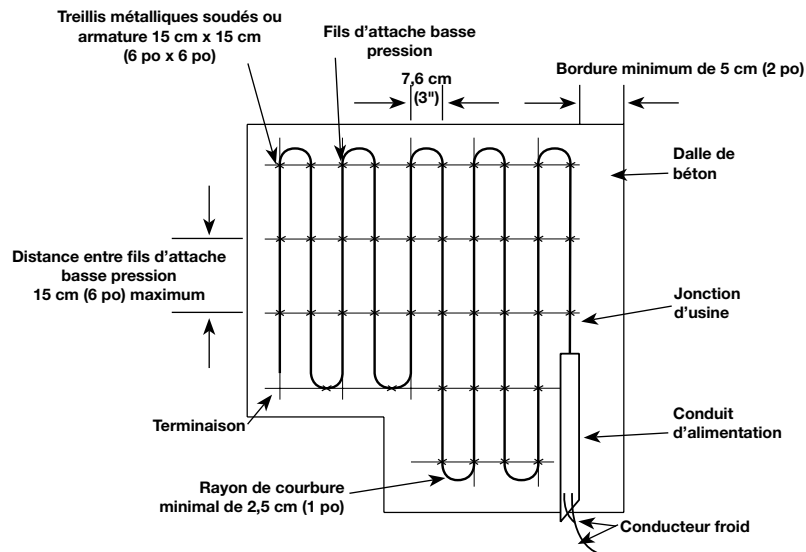 Treillis métalliques soudés ou
armature 15 cm x 15 cm
(6 po x 6 po)
Fils d'attache basse
pression
7,6 cm
(3")
Bordure minimum de 5 cm (2 po)
Dalle de
béton
Distance entre fils d'attache
basse pression
15 cm (6 po) maximum
Jonction
d'usine
Terminaison
Conduit
d'alimentation
Rayon de courbure
minimal de 2,5 cm (1 po)
Conducteur froid